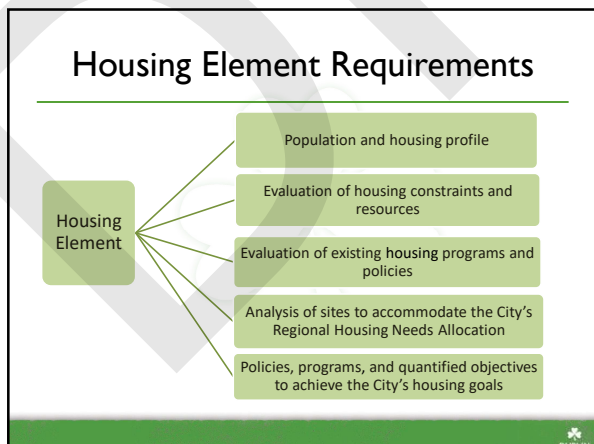 Housing Element Requirements
Housing
Element
Population and housing profile
Evaluation of housing constraints and
resources
Evaluation of existing housing programs and
policies
Analysis of sites to accommodate the City's
Regional Housing Needs Allocation
Policies, programs, and quantified objectives
to achieve the City's housing goals